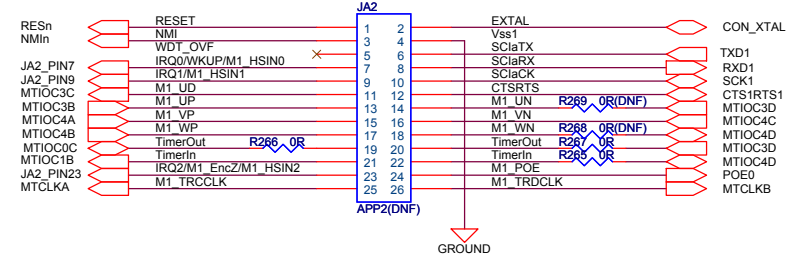 JA2
RESn RESET 1 2 EXTAL CON_XTAL
NMIn NMI 3 4 Vss1
WDT_OVF 5 6 SCIaTX TXD1
JA2_PIN7 IRQ0/WKUP/M1_HSIN0 7 8 SCIaRX RXD1
JA2_PIN9 IRQ1/M1_HSIN1 9 10 SCIaCK SCK1
MTIOC3C M1_UD 11 12 CTSRTS CTS1RTS1
MTIOC3B M1_UP 13 14 M1_UN R269 0R(DNF) MTIOC3D
MTIOC4A M1_VP 15 16 M1_VN MTIOC4C
MTIOC4B M1_WP 17 18 M1_WN R268 0R(DNF) MTIOC4D
MTIOC0C TimerOut R266 0R 19 20 TimerOut R267 0R MTIOC3D
MTIOC1B TimerIn 21 22 TimerIn R265 0R MTIOC4D
JA2_PIN23 IRQ2/M1_EncZ/M1_HSIN2 23 24 M1_POE POE0
MTCLKA M1_TRCCLK 25 26 M1_TRDCLK MTCLKB
APP2(DNF)
GROUND